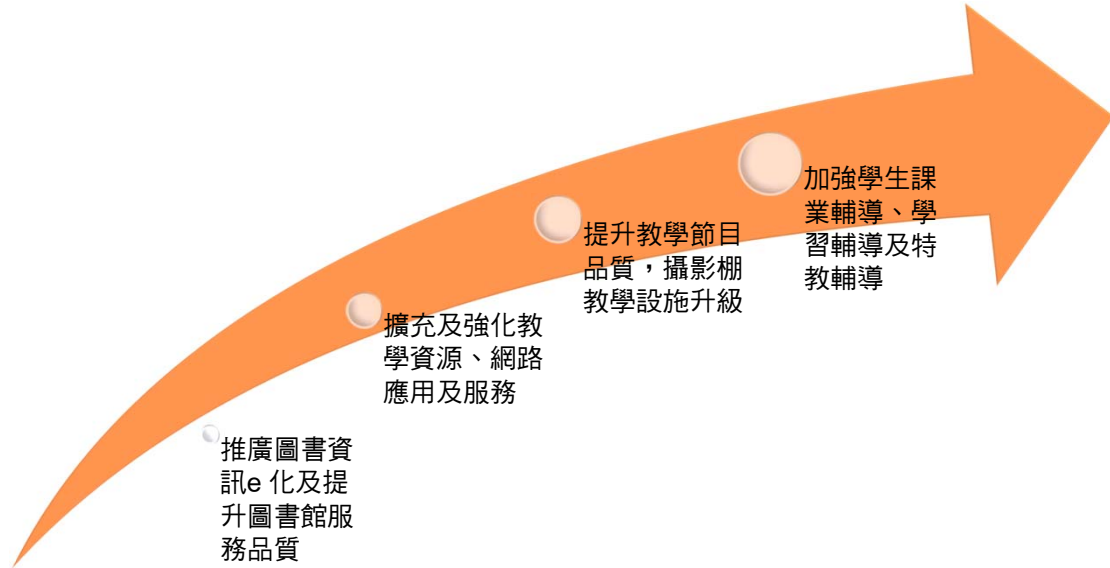 推廣圖書資
訊e 化及提
升圖書館服
務品質
擴充及強化教
學資源、網路
應用及服務
提升教學節目
品質，攝影棚
教學設施升級
加強學生課
業輔導、學
習輔導及特
教輔導